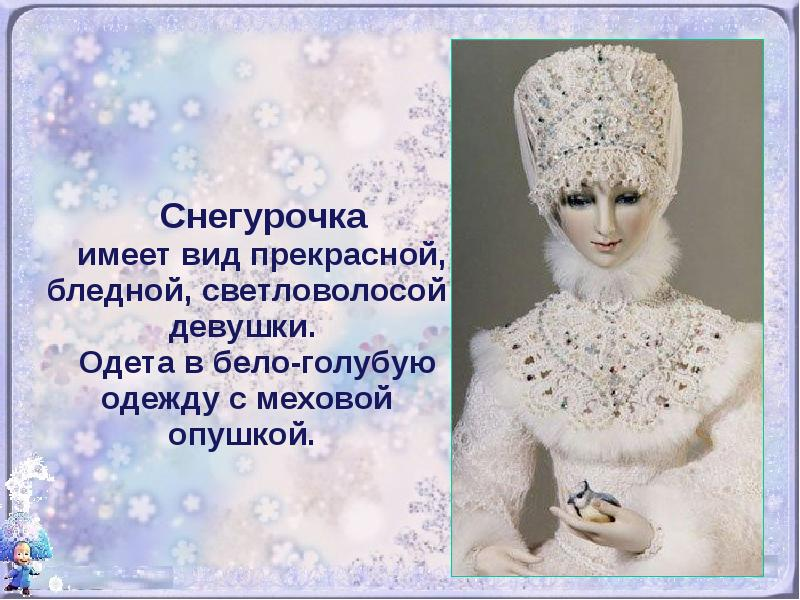 Снегурочка
имеет вид прекрасной,
бледной, светловолосой
девушки.
Одета в бело-голубую
одежду с меховой
опушкой.